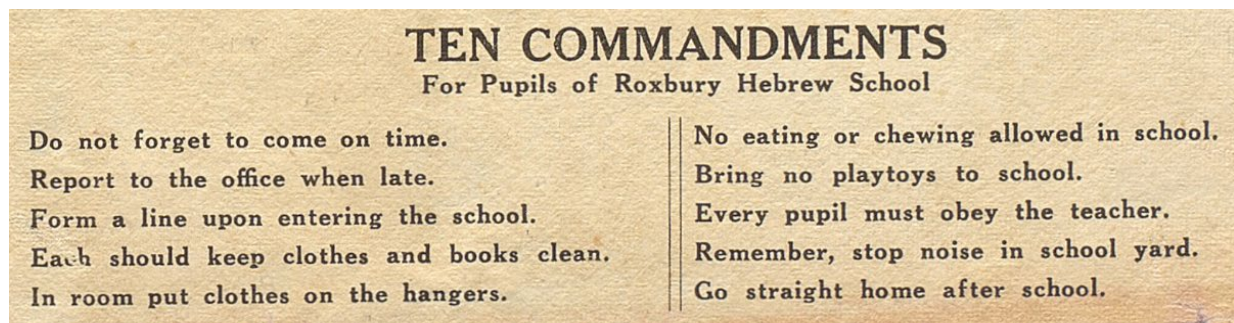 TEN COMMANDMENTS
For Pupils of Roxbury Hebrew School
Do not forget to come on time.
Report to the office when late.
Form a line upon entering the school.
Each should keep clothes and books clean.
In room put clothes on the hangers.
No eating or chewing allowed in school.
Bring no playtoys to school.
Every pupil must obey the teacher.
Remember, stop noise in school yard.
Go straight home after school.